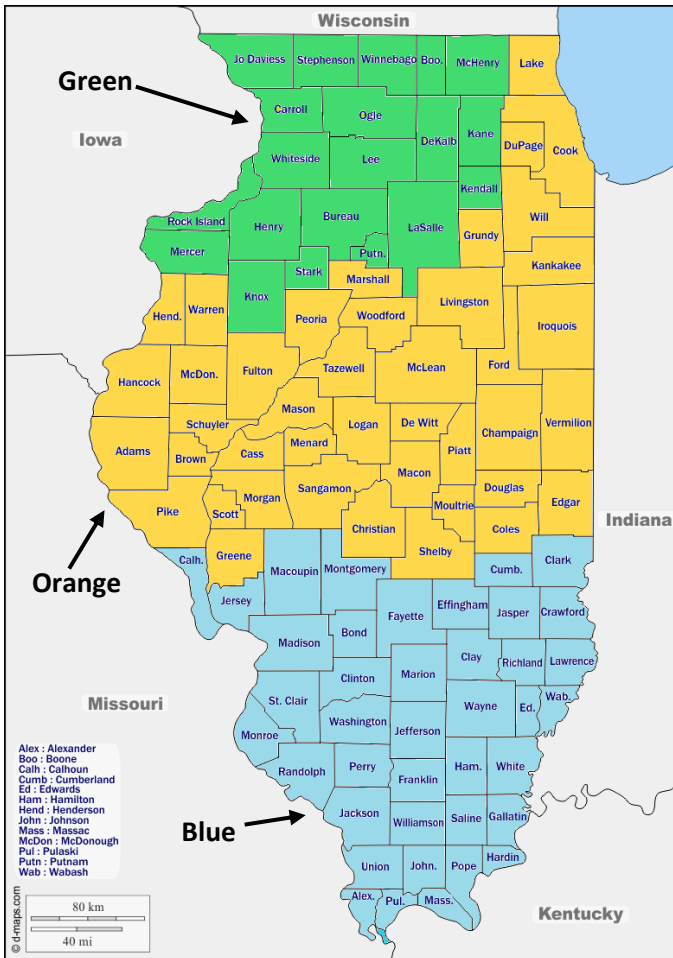 Wisconsin
Jo Daviess
Stephenson
Winnebago
Boo.
McHenry
Lake
Green
Carroll
Ogle
DeKalb
Kane
Iowa
DuPage
Cook
Whiteside
Lee
Kendall
Will
Rock Island
Henry
Bureau
LaSalle
Grundy
Mercer
Putn.
Kankakee
Stark
Marshall
Knox
Hend.
Warren
Peoria
Woodford
Livingston
Iroquois
Hancock
McDon.
Fulton
Tazewell
McLean
Ford
Mason
Schuyler
Logan
De Witt
Champaign
Vermilion
Adams
Brown
Cass
Menard
Piatt
Macon
Sangamon
Douglas
Edgar
Pike
Scott
Morgan
Moultrie
Christian
Coles
Indiana
Orange
Greene
Shelby
Calh.
Macoupin
Montgomery
Cumb.
Clark
Jersey
Fayette
Effingham
Jasper
Crawford
Madison
Bond
Clay
Richland
Lawrence
Clinton
Marion
Missouri
St. Clair
Wayne
Ed.
Wab.
Washington
Jefferson
Monroe
Randolph
Perry
Franklin
Ham.
White
Blue
Jackson
Williamson
Saline
Gallatin
Union
John.
Pope
Hardin
Alex.
Pul.
Mass.
Kentucky
Alex : Alexander
Boo : Boone
Calh : Calhoun
Cumb : Cumberland
Ed : Edwards
Ham : Hamilton
Hend : Henderson
John : Johnson
Mass : Massac
McDon : McDonough
Pul : Pulaski
Putn : Putnam
Wab : Wabash
80 km
40 mi
© d-maps.com